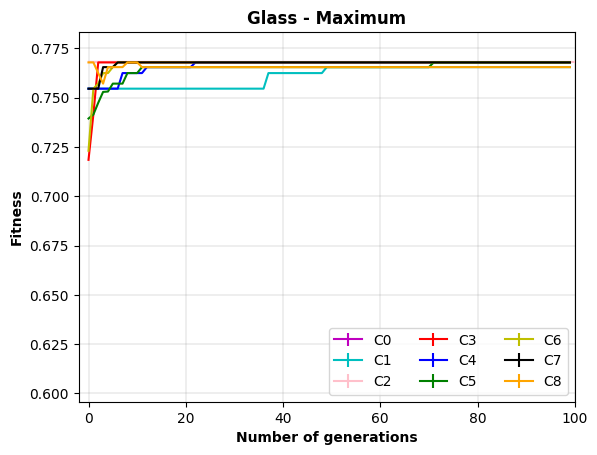 Glass - Maximum
0.775
0.750
0.725
0.700
0.675
0.650
0.625
0.600
Fitness
C0 C3 C6
C1 C4 C7
C2 C5 C8
0 20 40 60 80 100
Number of generations